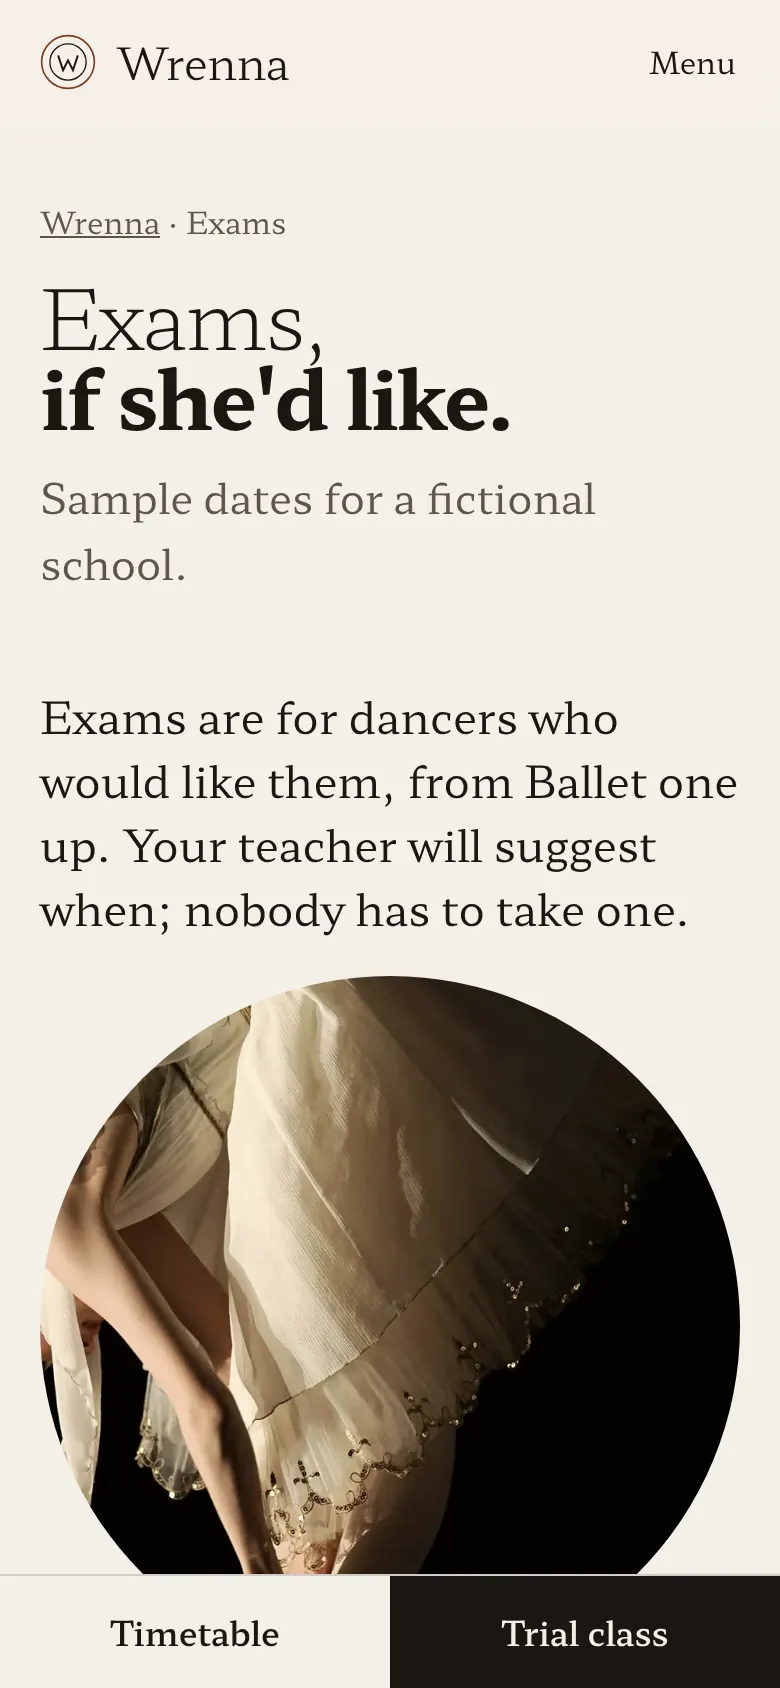 W Wrenna
Menu
Wrenna · Exams
Exams,
if she'd like.
Sample dates for a fictional
school.
Exams are for dancers who
would like them, from Ballet one
up. Your teacher will suggest
when; nobody has to take one.
Timetable
Trial class